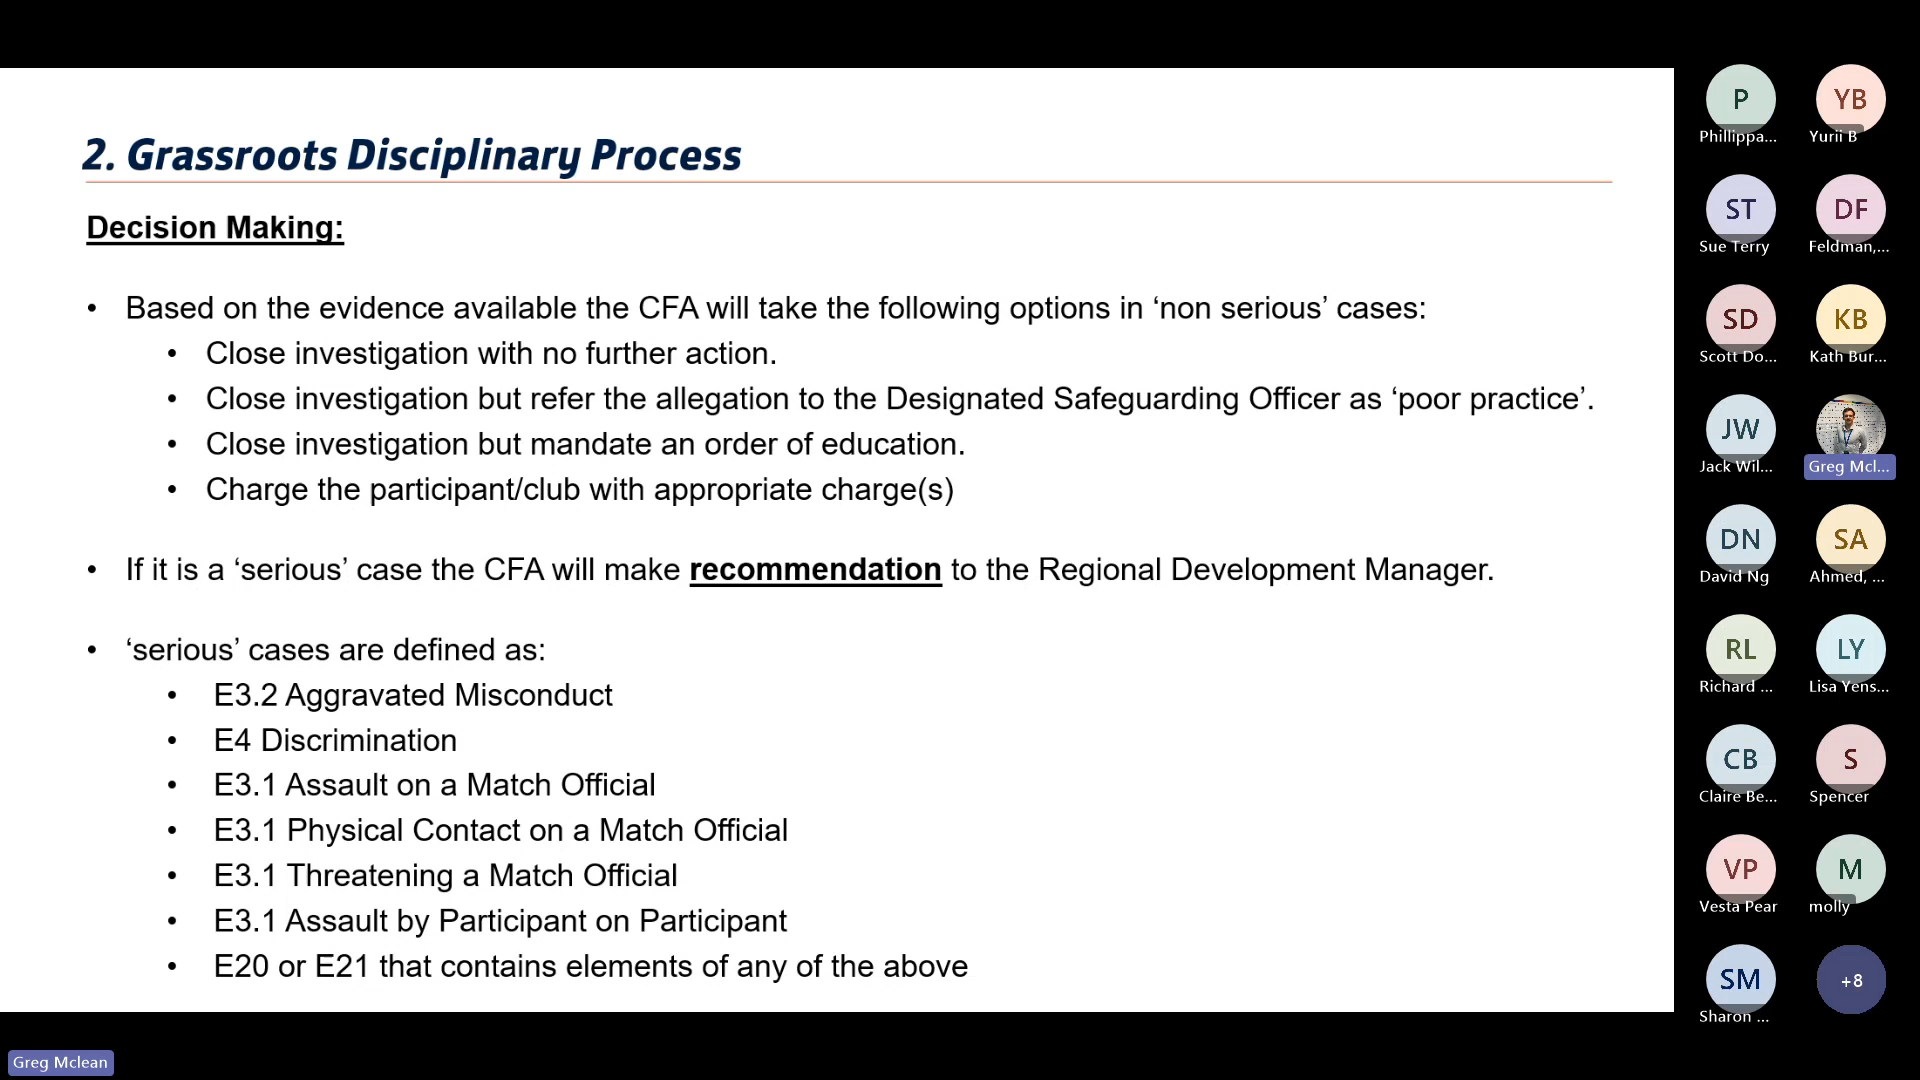 2. Grassroots Disciplinary Process
Decision Making:
• Based on the evidence available the CFA will take the following options in ‘non serious’ cases:
• Close investigation with no further action.
• Close investigation but refer the allegation to the Designated Safeguarding Officer as ‘poor practice’.
• Close investigation but mandate an order of education.
• Charge the participant/club with appropriate charge(s)
• If it is a ‘serious’ case the CFA will make recommendation to the Regional Development Manager.
• ‘serious’ cases are defined as:
• E3.2 Aggravated Misconduct
• E4 Discrimination
• E3.1 Assault on a Match Official
• E3.1 Physical Contact on a Match Official
• E3.1 Threatening a Match Official
• E3.1 Assault by Participant on Participant
• E20 or E21 that contains elements of any of the above
P
Phillippa...
YB
Yurii B
ST
Sue Terry
DF
Feldman,...
SD
Scott Do...
KB
Kath Bur...
JW
Jack Wil...
Greg Mcl...
DN
David Ng
SA
Ahmed, ...
RL
Richard ...
LY
Lisa Yens...
CB
Claire Be...
S
Spencer
VP
Vesta Pear
M
molly
SM
Sharon ...
+8
Greg Mclean